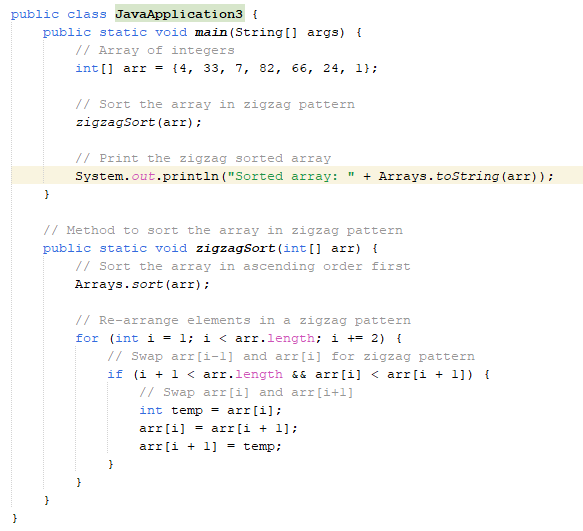 public class JavaApplication3 {
    public static void main(String[] args) {
        // Array of integers
        int[] arr = {4, 33, 7, 82, 66, 24, 1};

        // Sort the array in zigzag pattern
        zigzagSort(arr);

        // Print the zigzag sorted array
        System.out.println("Sorted array: " + Arrays.toString(arr));
    }

    // Method to sort the array in zigzag pattern
    public static void zigzagSort(int[] arr) {
        // Sort the array in ascending order first
        Arrays.sort(arr);

        // Re-arrange elements in a zigzag pattern
        for (int i = 1; i < arr.length; i += 2) {
            // Swap arr[i-1] and arr[i] for zigzag pattern
            if (i + 1 < arr.length && arr[i] < arr[i + 1]) {
                // Swap arr[i] and arr[i+1]
                int temp = arr[i];
                arr[i] = arr[i + 1];
                arr[i + 1] = temp;
            }
        }
    }
}